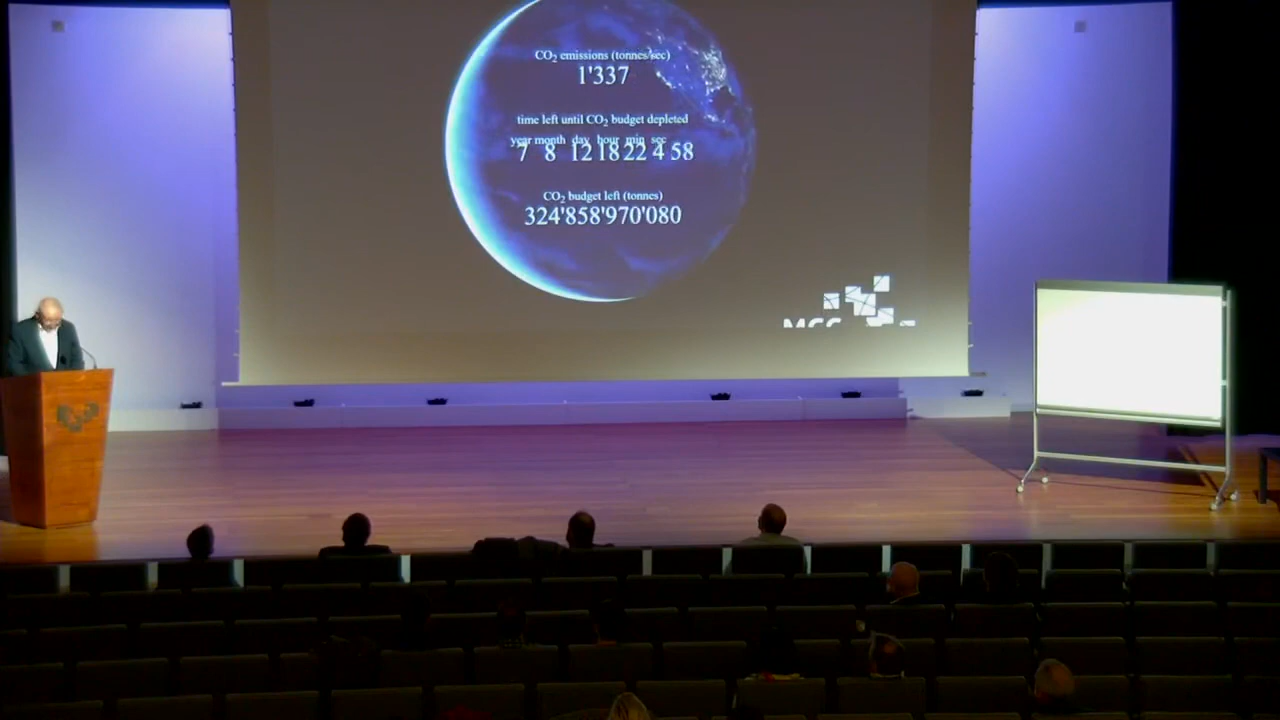 CO₂ emissions (tonnes/sec)
1'337
time left until CO₂ budget depleted
year month day hour min sec
7 8 12 18 22 4 58
CO₂ budget left (tonnes)
324'858'970'080
MCC